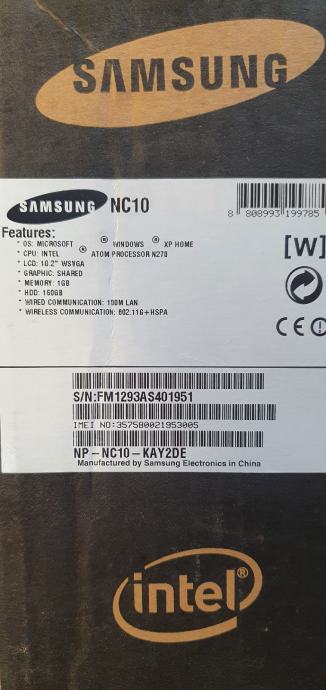 SAMSUNG
SAMSUNG NC10
8 808993 199785
Features:
* OS: MICROSOFT ® WINDOWS ® XP HOME
* CPU: INTEL ® ATOM PROCESSOR N270
* LCD: 10.2" WSVGA
* GRAPHIC: SHARED
* MEMORY: 1GB
* HDD: 160GB
* WIRED COMMUNICATION: 100M LAN
* WIRELESS COMMUNICATION: 802.11G+HSPA
[W]
CE
S/N:FM1293AS401951
IMEI NO:357580021953005
NP-NC10-KAY2DE
Manufactured by Samsung Electronics in China
intel®